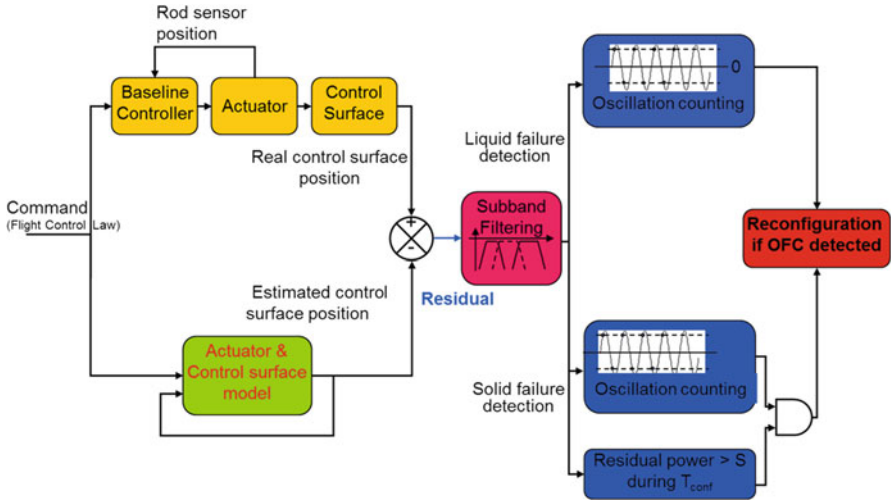 Rod sensor
position
Baseline
Controller
Actuator
Control
Surface
Real control surface
position
Command
(Flight Control Law)
Estimated control
surface position
Actuator &
Control surface
model
+
-
Residual
Subband
Filtering
Liquid failure
detection
0
Oscillation counting
Solid failure
detection
Oscillation counting
Residual power > S
during Tconf
Reconfiguration
if OFC detected